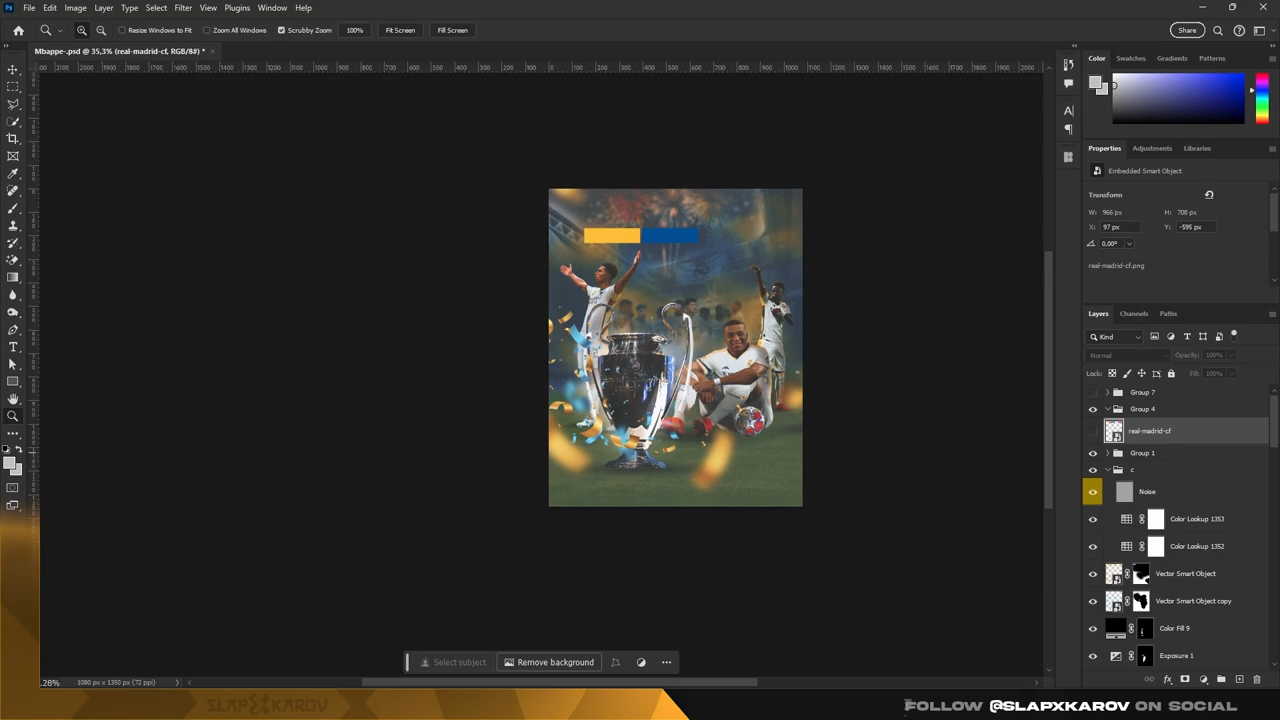 Ps File Edit Image Layer Type Select Filter View Plugins Window Help
Resize Windows to Fit Zoom All Windows Scrubby Zoom 100% Fit Screen Fill Screen Share
Mbappe-.psd @ 35,3% (real-madrid-cf, RGB/8#) * ×
Color Swatches Gradients Patterns
Properties Adjustments Libraries
Embedded Smart Object
Transform
W: 966 px H: 708 px
X: 97 px Y: -595 px
0,00°
real-madrid-cf.png
Layers Channels Paths
Kind
Normal Opacity: 100%
Lock: Fill: 100%
Group 7
Group 4
real-madrid-cf
Group 1
c
Noise
Color Lookup 1353
Color Lookup 1352
Vector Smart Object
Vector Smart Object copy
Color Fill 9
Exposure 1
Select subject Remove background
.28% 1080 px x 1350 px (72 ppi)
SLAPXKAROV
FOLLOW @SLAPXKAROV ON SOCIAL